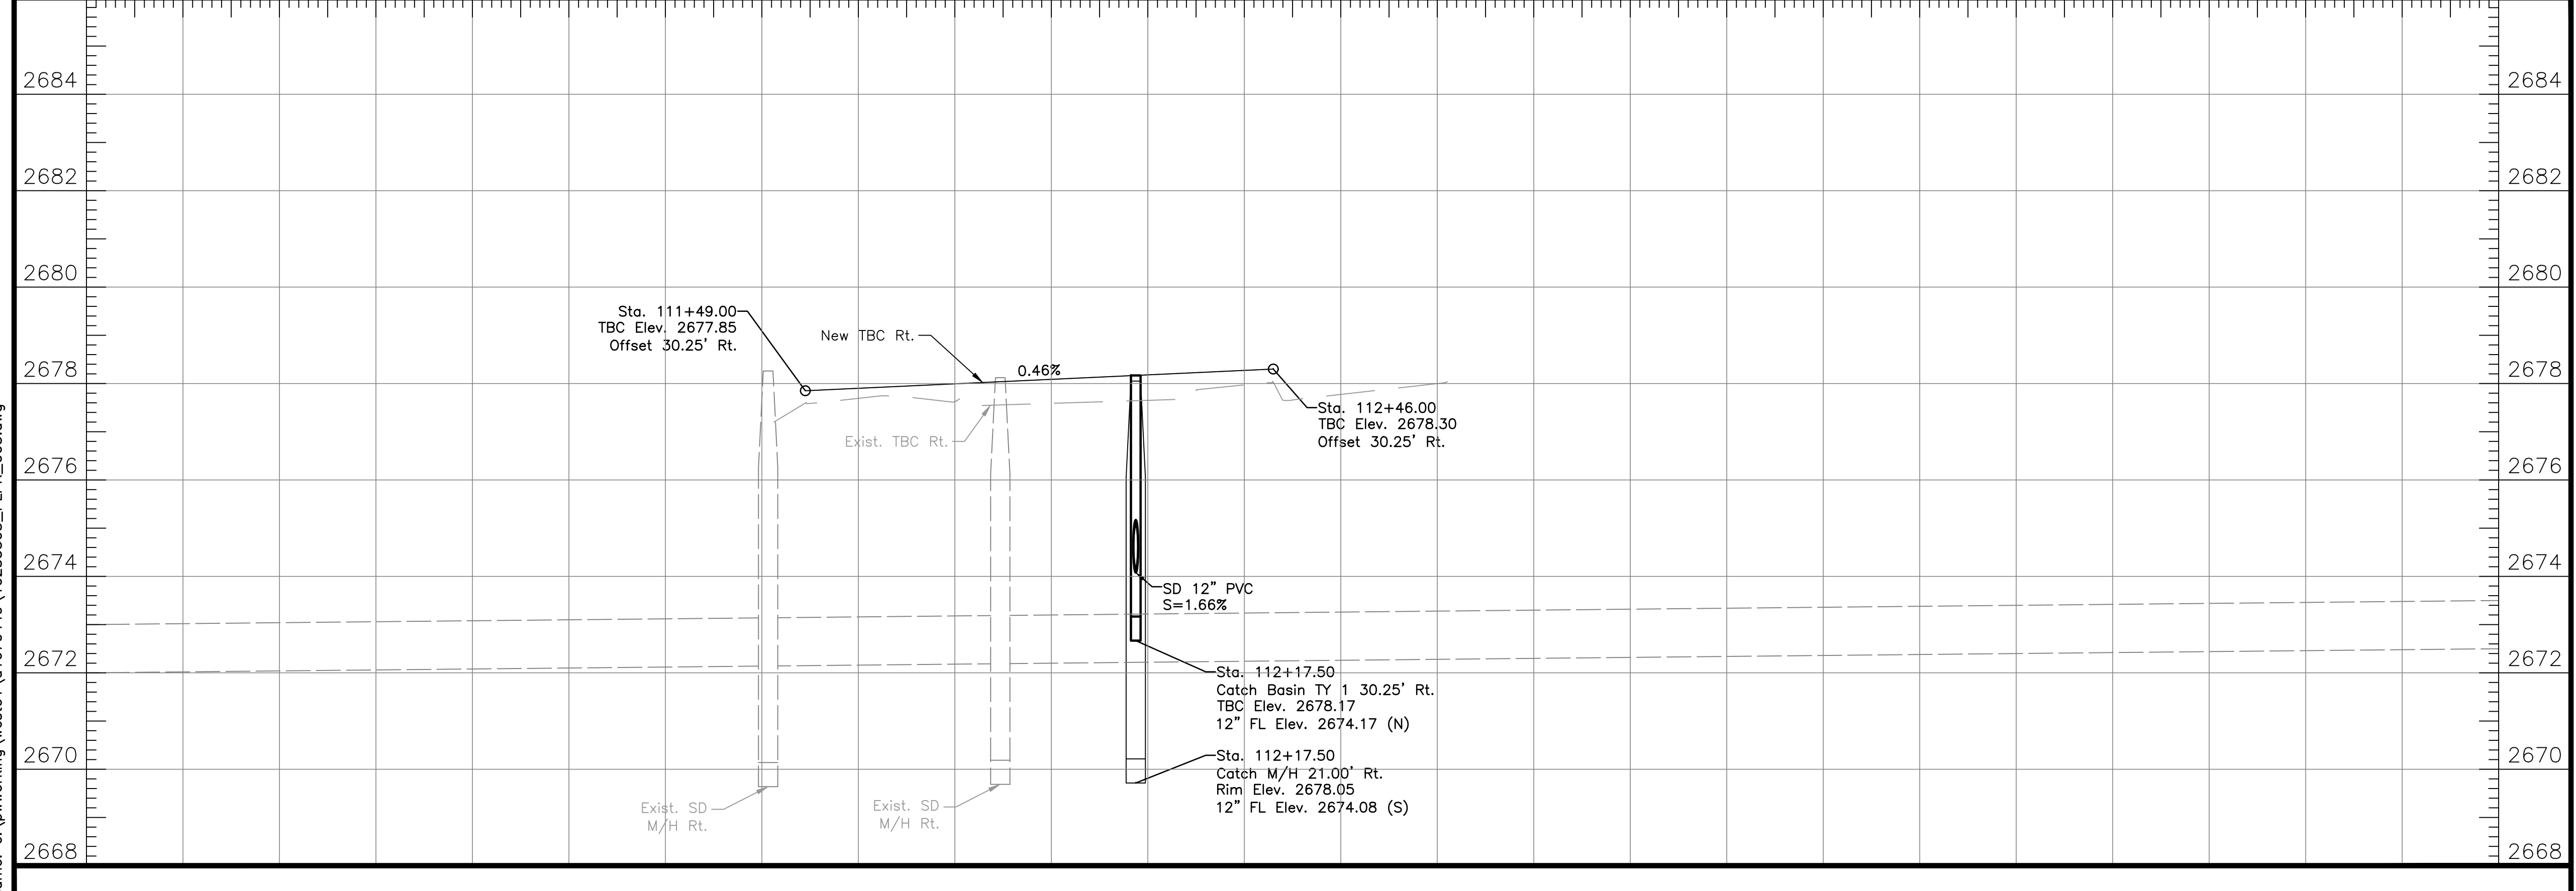 2684
2684
2682
2682
2680
2680
Sta. 111+49.00
TBC Elev. 2677.85
Offset 30.25' Rt.
New TBC Rt.
0.46%
2678
2678
Sta. 112+46.00
TBC Elev. 2678.30
Offset 30.25' Rt.
Exist. TBC Rt.
2676
2676
2674
2674
SD 12" PVC
S=1.66%
2672
2672
Sta. 112+17.50
Catch Basin TY 1 30.25' Rt.
TBC Elev. 2678.17
12" FL Elev. 2674.17 (N)
2670
2670
Sta. 112+17.50
Catch M/H 21.00' Rt.
Rim Elev. 2678.05
12" FL Elev. 2674.08 (S)
Exist. SD
M/H Rt.
Exist. SD
M/H Rt.
2668
2668